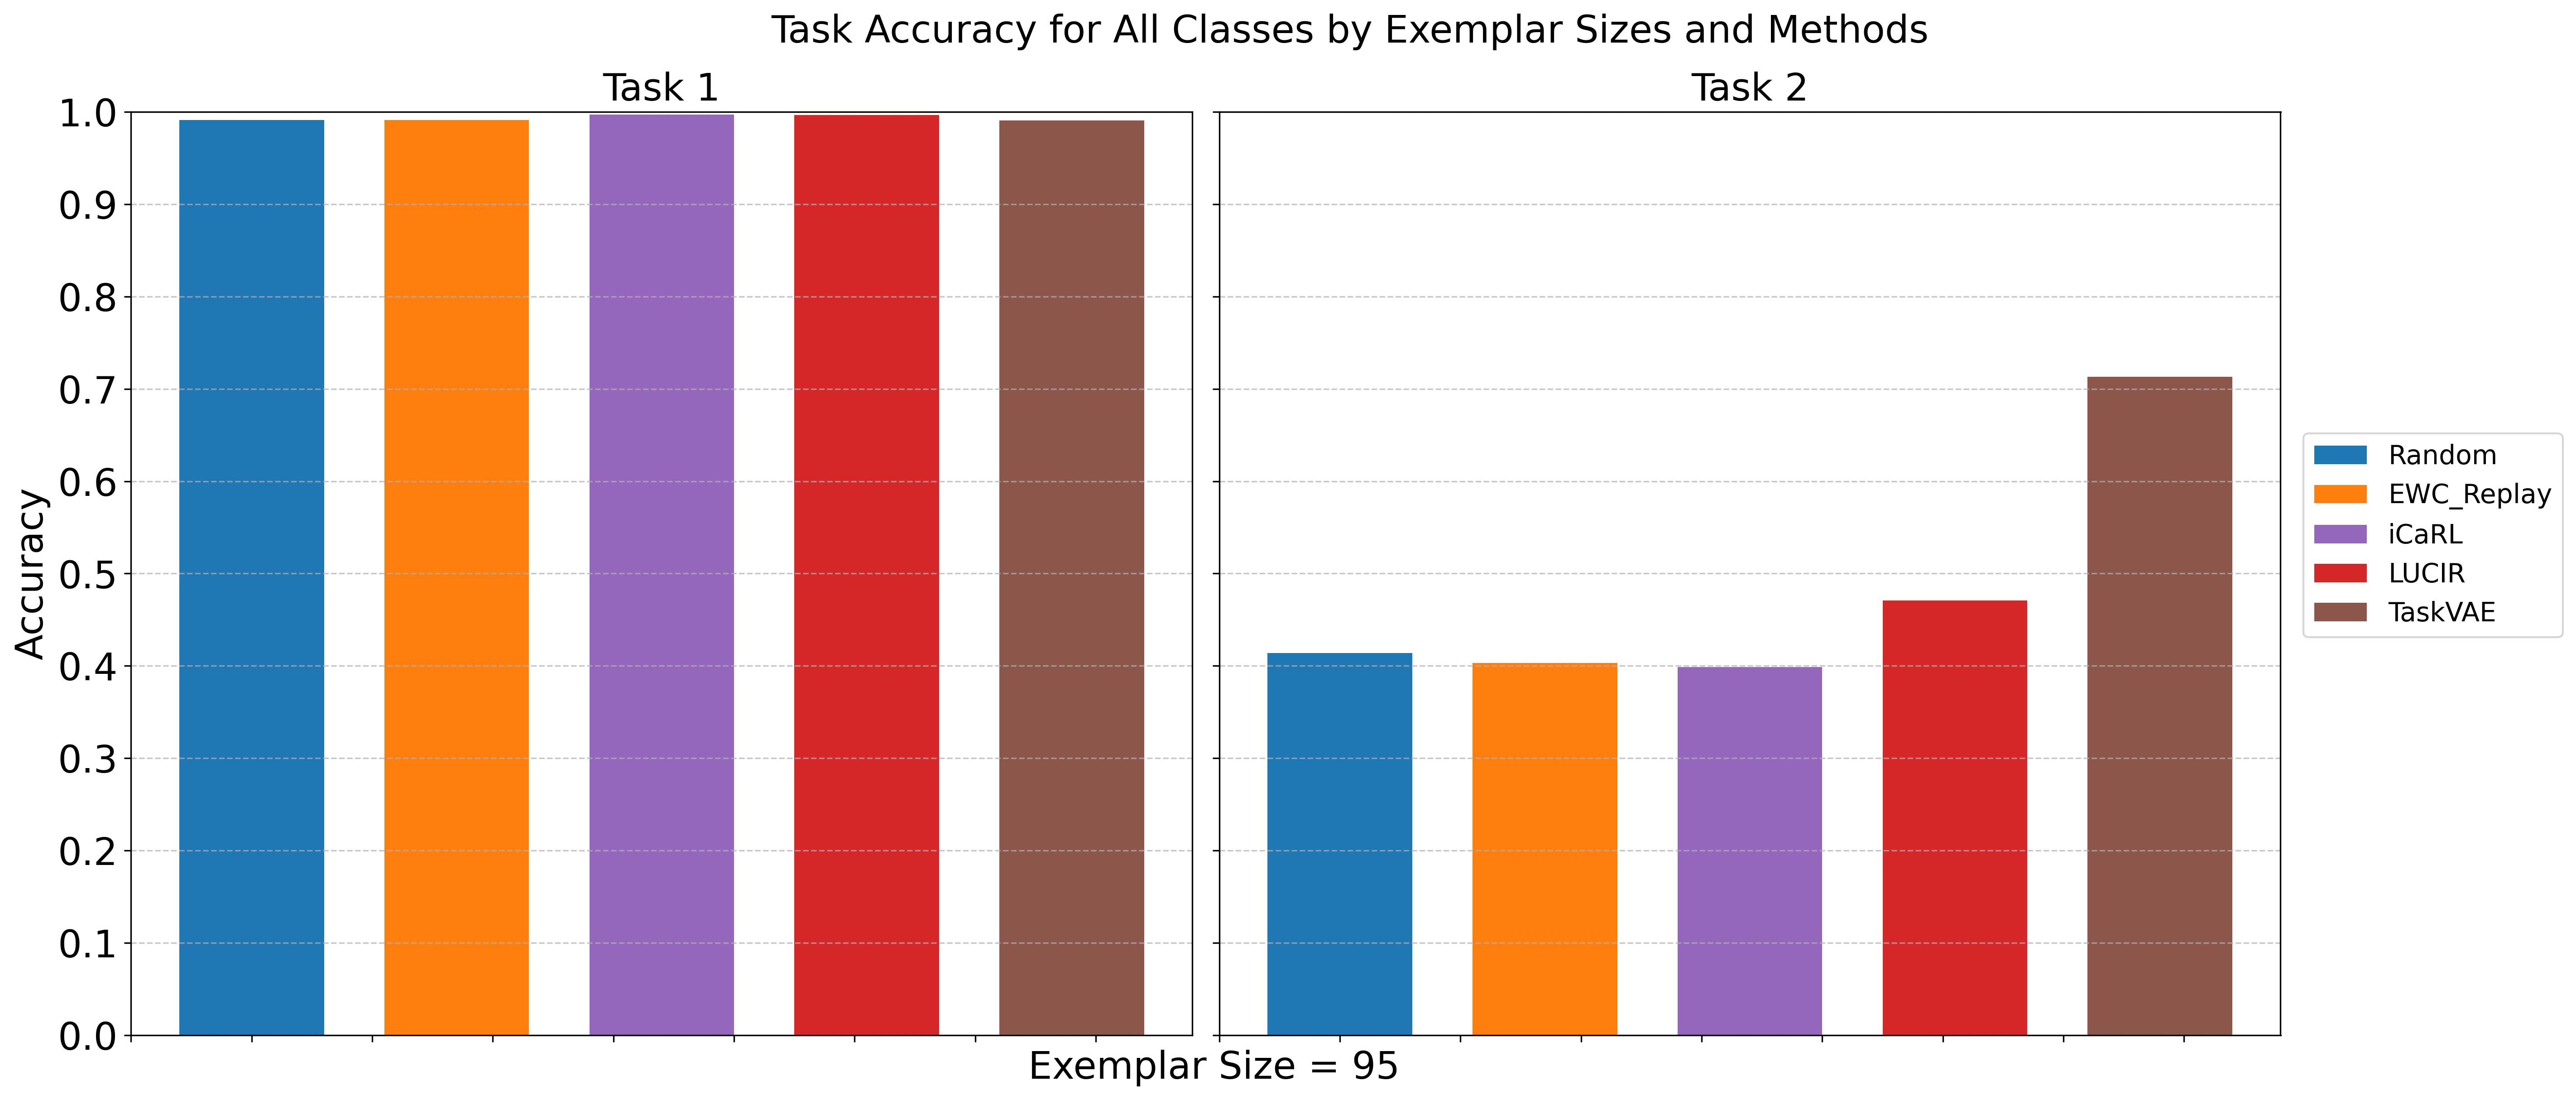 Task Accuracy for All Classes by Exemplar Sizes and Methods
Task 1
Task 2
Accuracy
1.0
0.9
0.8
0.7
0.6
0.5
0.4
0.3
0.2
0.1
0.0
Exemplar Size = 95
Random
EWC_Replay
iCaRL
LUCIR
TaskVAE